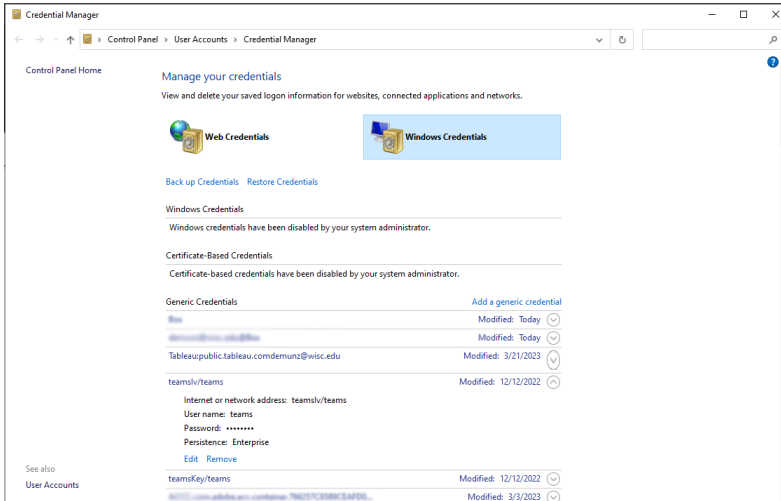 Credential Manager
Control Panel > User Accounts > Credential Manager
Control Panel Home
Manage your credentials
View and delete your saved logon information for websites, connected applications and networks.
Web Credentials
Windows Credentials
Back up Credentials Restore Credentials
Windows Credentials
Windows credentials have been disabled by your system administrator.
Certificate-Based Credentials
Certificate-based credentials have been disabled by your system administrator.
Generic Credentials Add a generic credential
Modified: Today
Modified: Today
Tableau:public.tableau.comdemunz@wisc.edu Modified: 3/21/2023
teamslv/teams Modified: 12/12/2022
Internet or network address: teamslv/teams
User name: teams
Password: ••••••••
Persistence: Enterprise
Edit Remove
See also
User Accounts
teamsKey/teams Modified: 12/12/2022
Modified: 3/3/2023